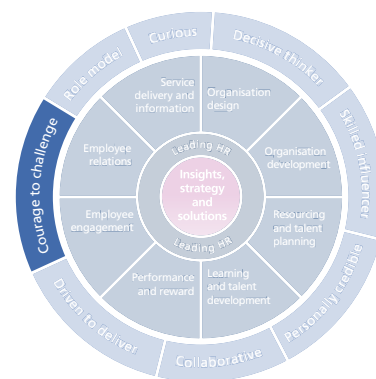 Curious
Decisive thinker
Skilled influencer
Personally credible
Collaborative
Driven to deliver
Courage to challenge
Role model
Service
delivery and
information
Organisation
design
Organisation
development
Resourcing
and talent
planning
Learning
and talent
development
Performance
and reward
Employee
engagement
Employee
relations
Leading HR
Insights,
strategy
and
solutions
Leading HR